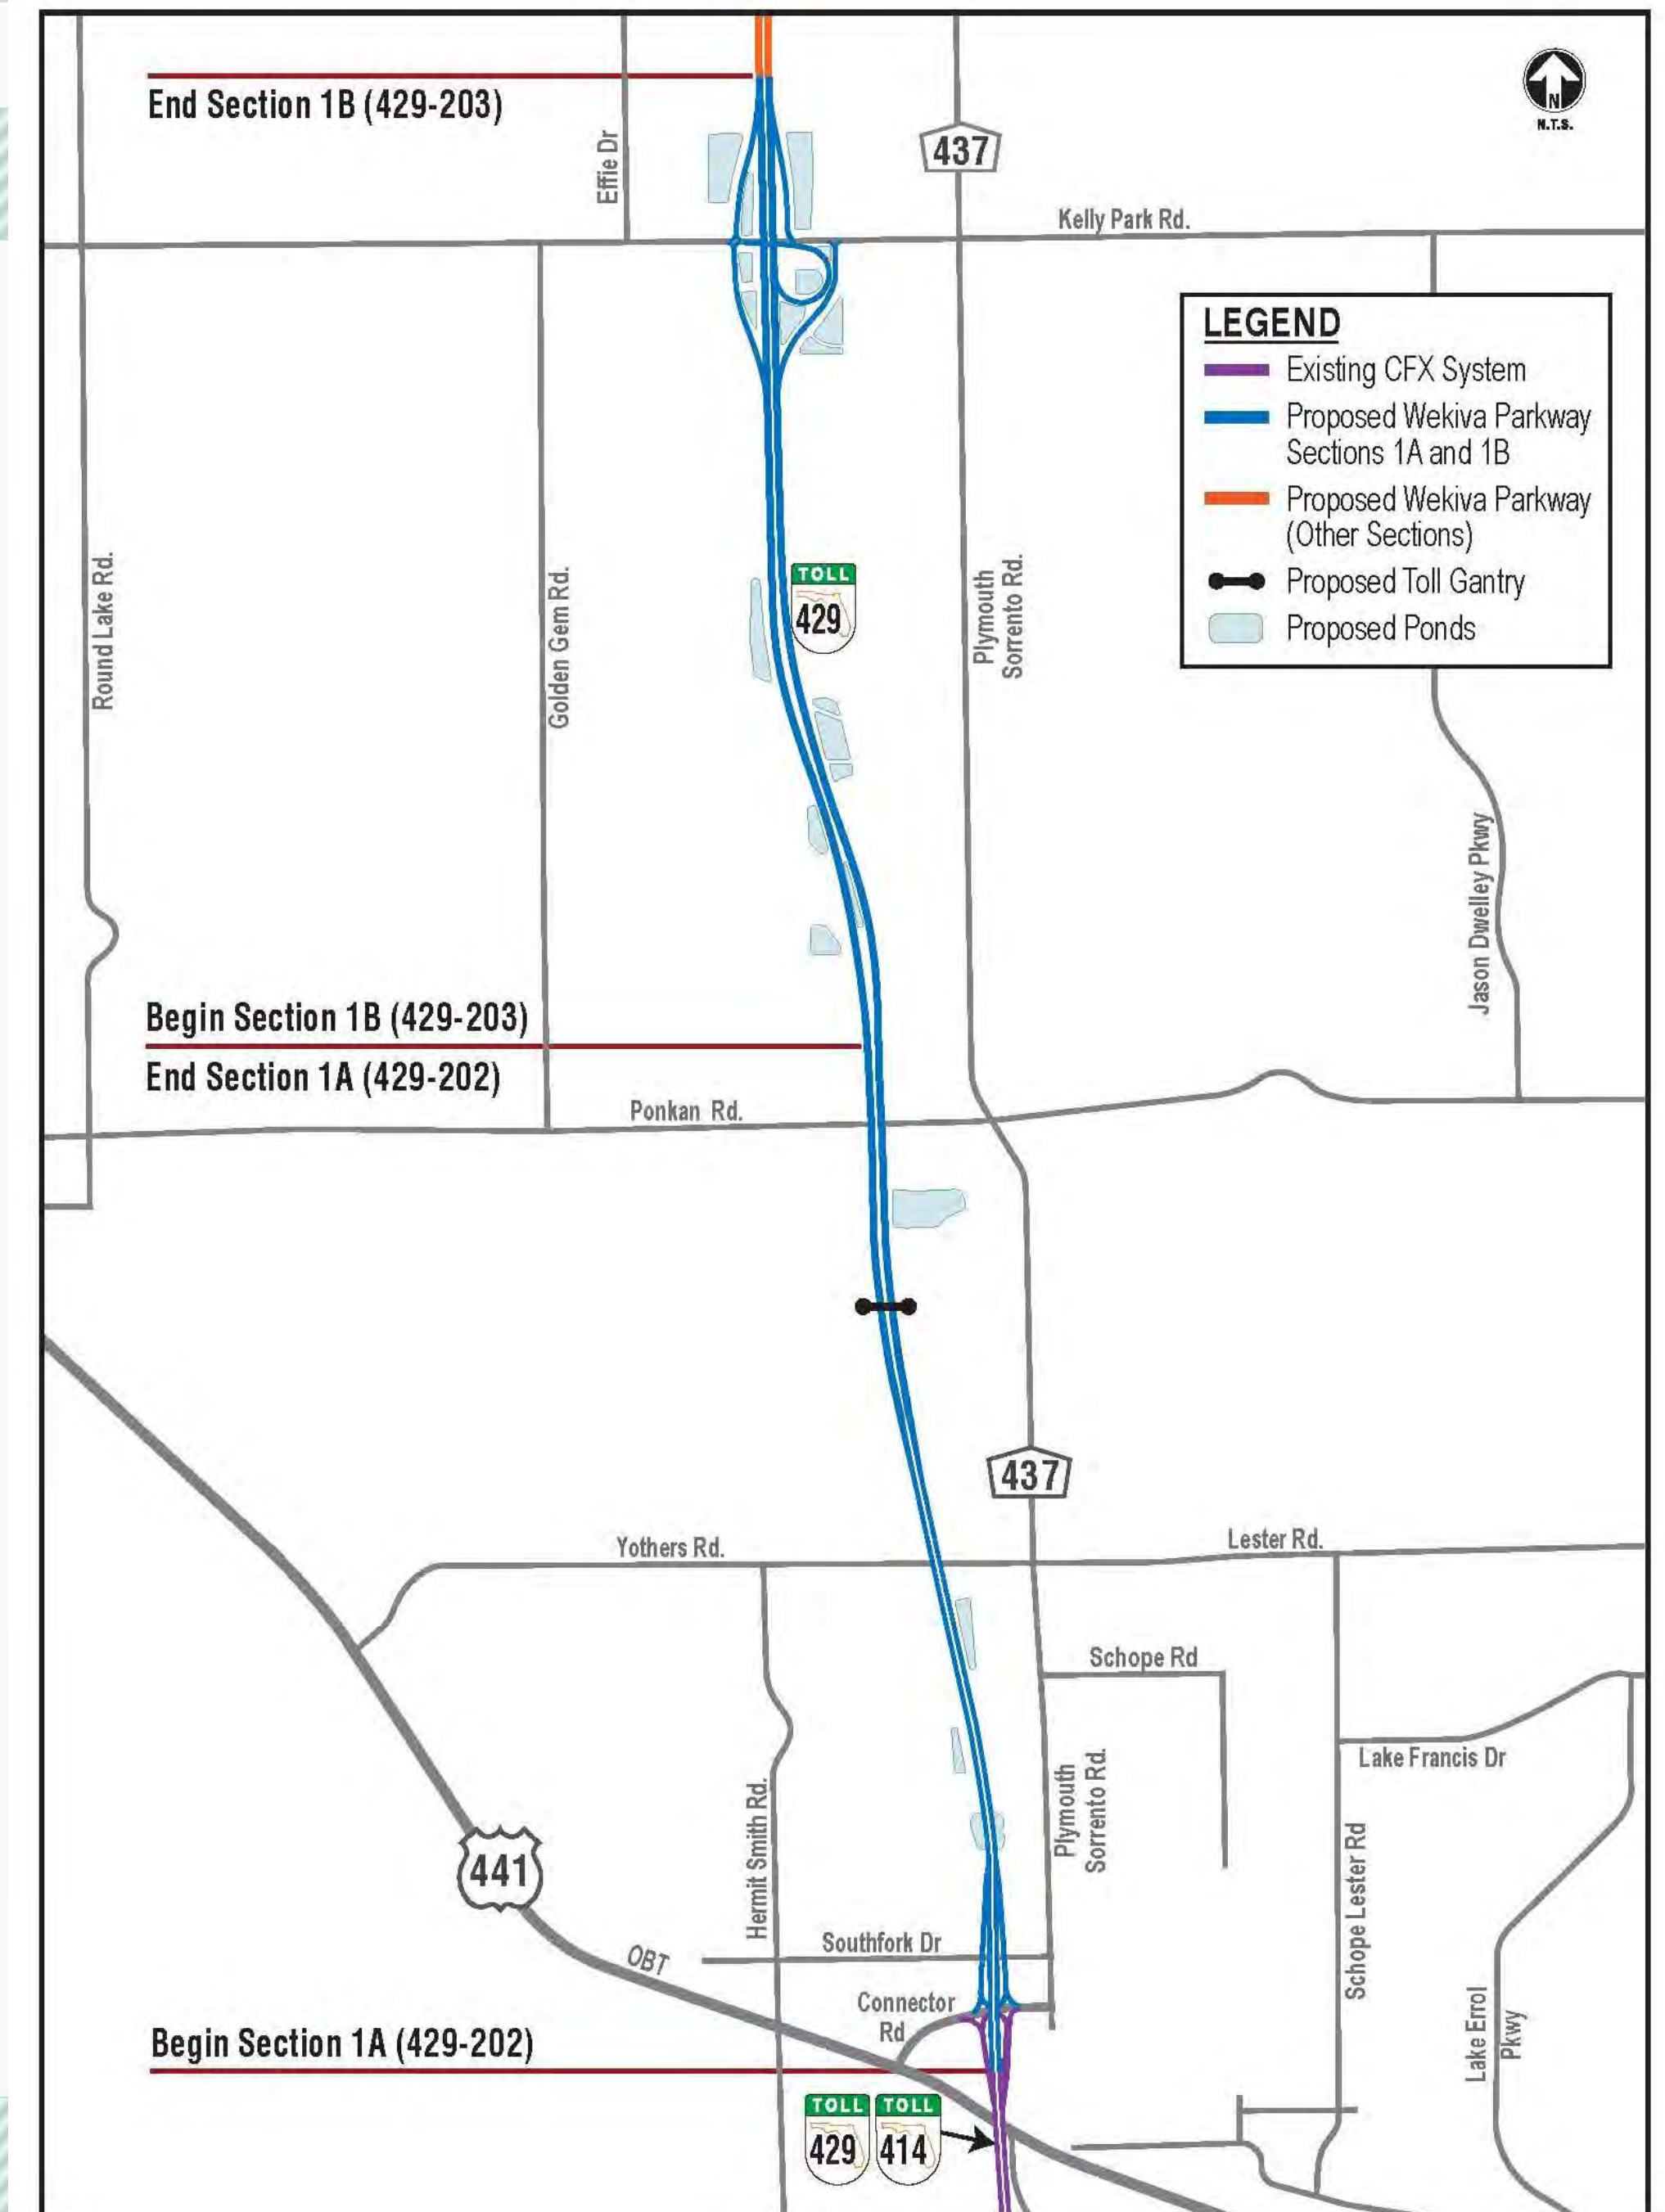 End Section 1B (429-203)
Effie Dr
437
N
N.T.S.
Kelly Park Rd.
LEGEND
Existing CFX System
Proposed Wekiva Parkway
Sections 1A and 1B
Proposed Wekiva Parkway
(Other Sections)
Proposed Toll Gantry
Proposed Ponds
Round Lake Rd.
Golden Gem Rd.
TOLL
429
Plymouth
Sorrento Rd.
Jason Dwelley Pkwy
Begin Section 1B (429-203)
End Section 1A (429-202)
Ponkan Rd.
437
Yothers Rd.
Lester Rd.
Schope Rd
Lake Francis Dr
Plymouth
Sorrento Rd.
Hermit Smith Rd.
441
Schope Lester Rd
OBT
Southfork Dr
Connector
Rd
Lake Errol
Pkwy
Begin Section 1A (429-202)
TOLL
429
TOLL
414